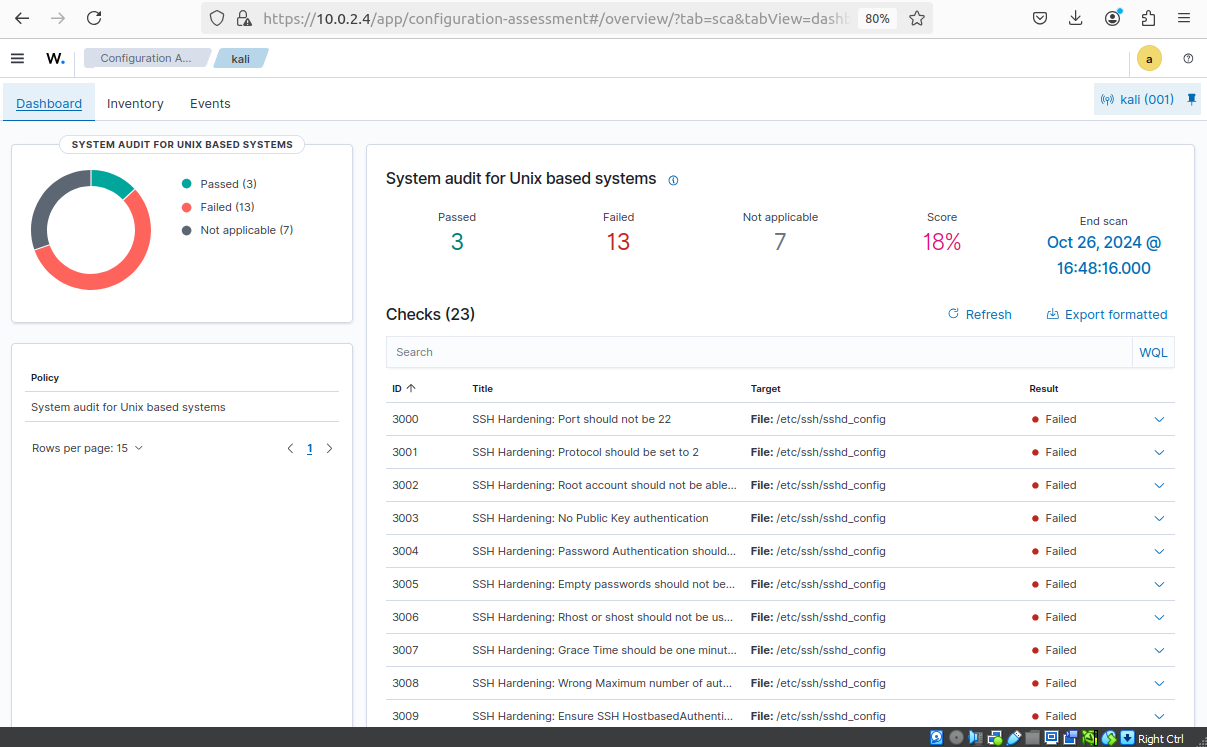 https://10.0.2.4/app/configuration-assessment#/overview/?tab=sca&tabView=dashb
80%
W.
Configuration A...
kali
a
Dashboard
Inventory
Events
kali (001)
SYSTEM AUDIT FOR UNIX BASED SYSTEMS
Passed (3)
Failed (13)
Not applicable (7)
Policy
System audit for Unix based systems
Rows per page: 15
1
System audit for Unix based systems
Passed
Failed
Not applicable
Score
End scan
3
13
7
18%
Oct 26, 2024 @
16:48:16.000
Checks (23)
Refresh
Export formatted
Search
WQL
ID Title Target Result
3000 SSH Hardening: Port should not be 22 File: /etc/ssh/sshd_config Failed
3001 SSH Hardening: Protocol should be set to 2 File: /etc/ssh/sshd_config Failed
3002 SSH Hardening: Root account should not be able... File: /etc/ssh/sshd_config Failed
3003 SSH Hardening: No Public Key authentication File: /etc/ssh/sshd_config Failed
3004 SSH Hardening: Password Authentication should... File: /etc/ssh/sshd_config Failed
3005 SSH Hardening: Empty passwords should not be... File: /etc/ssh/sshd_config Failed
3006 SSH Hardening: Rhost or shost should not be us... File: /etc/ssh/sshd_config Failed
3007 SSH Hardening: Grace Time should be one minut... File: /etc/ssh/sshd_config Failed
3008 SSH Hardening: Wrong Maximum number of aut... File: /etc/ssh/sshd_config Failed
3009 SSH Hardening: Ensure SSH HostbasedAuthenti... File: /etc/ssh/sshd_config Failed
Right Ctrl